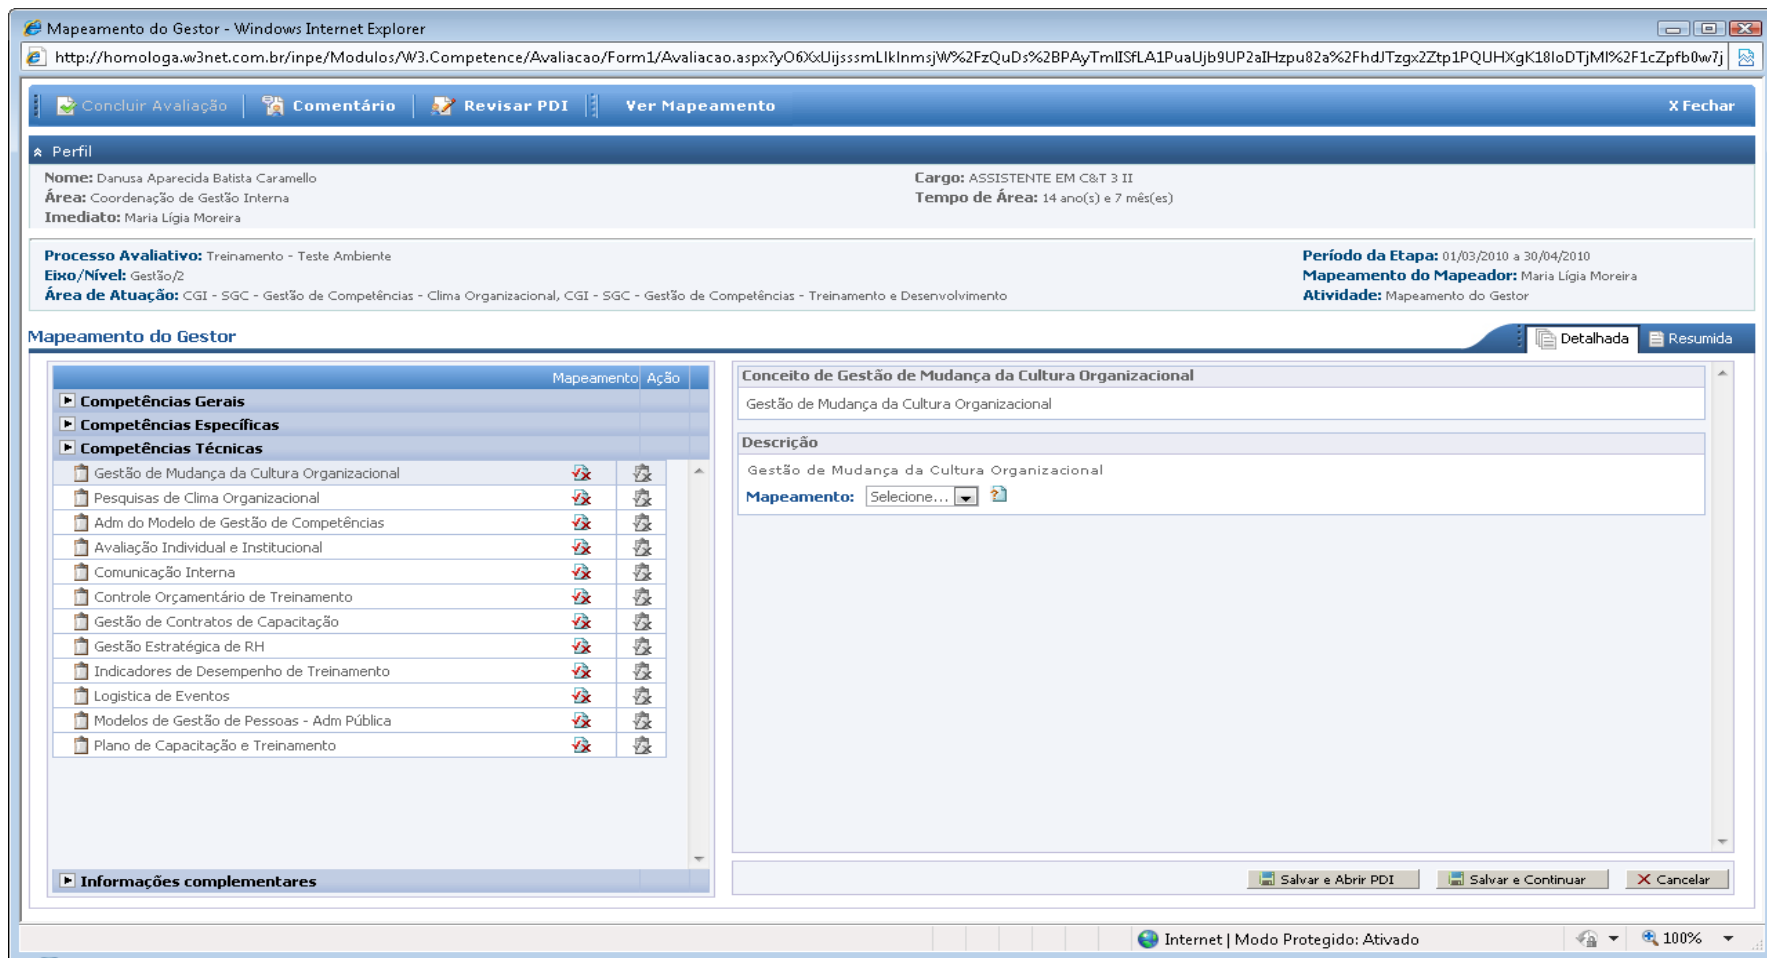 Mapeamento do Gestor - Windows Internet Explorer
Concluir Avaliação Comentário Revisar PDI Ver Mapeamento X Fechar
Perfil
Nome: Danusa Aparecida Batista Caramello Cargo: ASSISTENTE EM C&T 3 II
Área: Coordenação de Gestão Interna Tempo de Área: 14 ano(s) e 7 mês(es)
Imediato: Maria Lígia Moreira
Processo Avaliativo: Treinamento - Teste Ambiente Período da Etapa: 01/03/2010 a 30/04/2010
Eixo/Nível: Gestão/2 Mapeamento do Mapeador: Maria Lígia Moreira
Área de Atuação: CGI - SGC - Gestão de Competências - Clima Organizacional, CGI - SGC - Gestão de Competências - Treinamento e Desenvolvimento Atividade: Mapeamento do Gestor
Mapeamento do Gestor Detalhada Resumida
Mapeamento Ação
Competências Gerais
Competências Específicas
Competências Técnicas
Gestão de Mudança da Cultura Organizacional
Pesquisas de Clima Organizacional
Adm do Modelo de Gestão de Competências
Avaliação Individual e Institucional
Comunicação Interna
Controle Orçamentário de Treinamento
Gestão de Contratos de Capacitação
Gestão Estratégica de RH
Indicadores de Desempenho de Treinamento
Logistica de Eventos
Modelos de Gestão de Pessoas - Adm Pública
Plano de Capacitação e Treinamento
Informações complementares
Conceito de Gestão de Mudança da Cultura Organizacional
Gestão de Mudança da Cultura Organizacional
Descrição
Gestão de Mudança da Cultura Organizacional
Mapeamento: Selecione...
Salvar e Abrir PDI Salvar e Continuar Cancelar
Internet | Modo Protegido: Ativado 100%